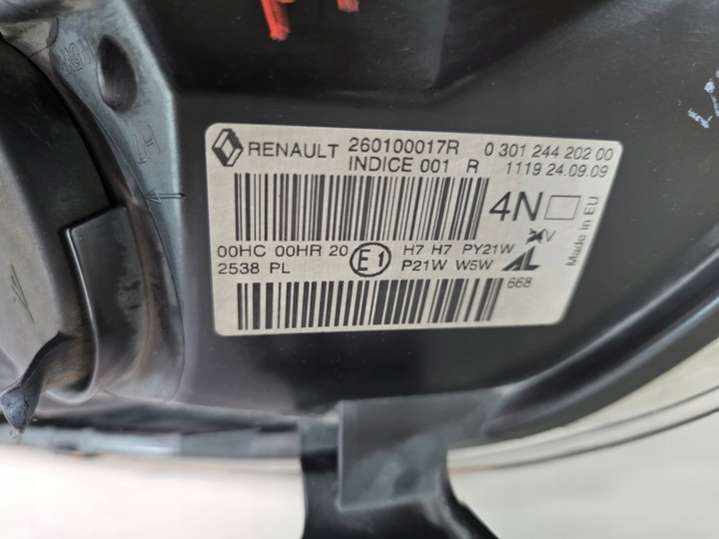 RENAULT 260100017R 0 301 244 202 00
INDICE 001 R 1119 24.09.09
4N
Made in EU
00HC 00HR 20 E1 H7 H7 PY21W
2538 PL P21W W5W AL
668